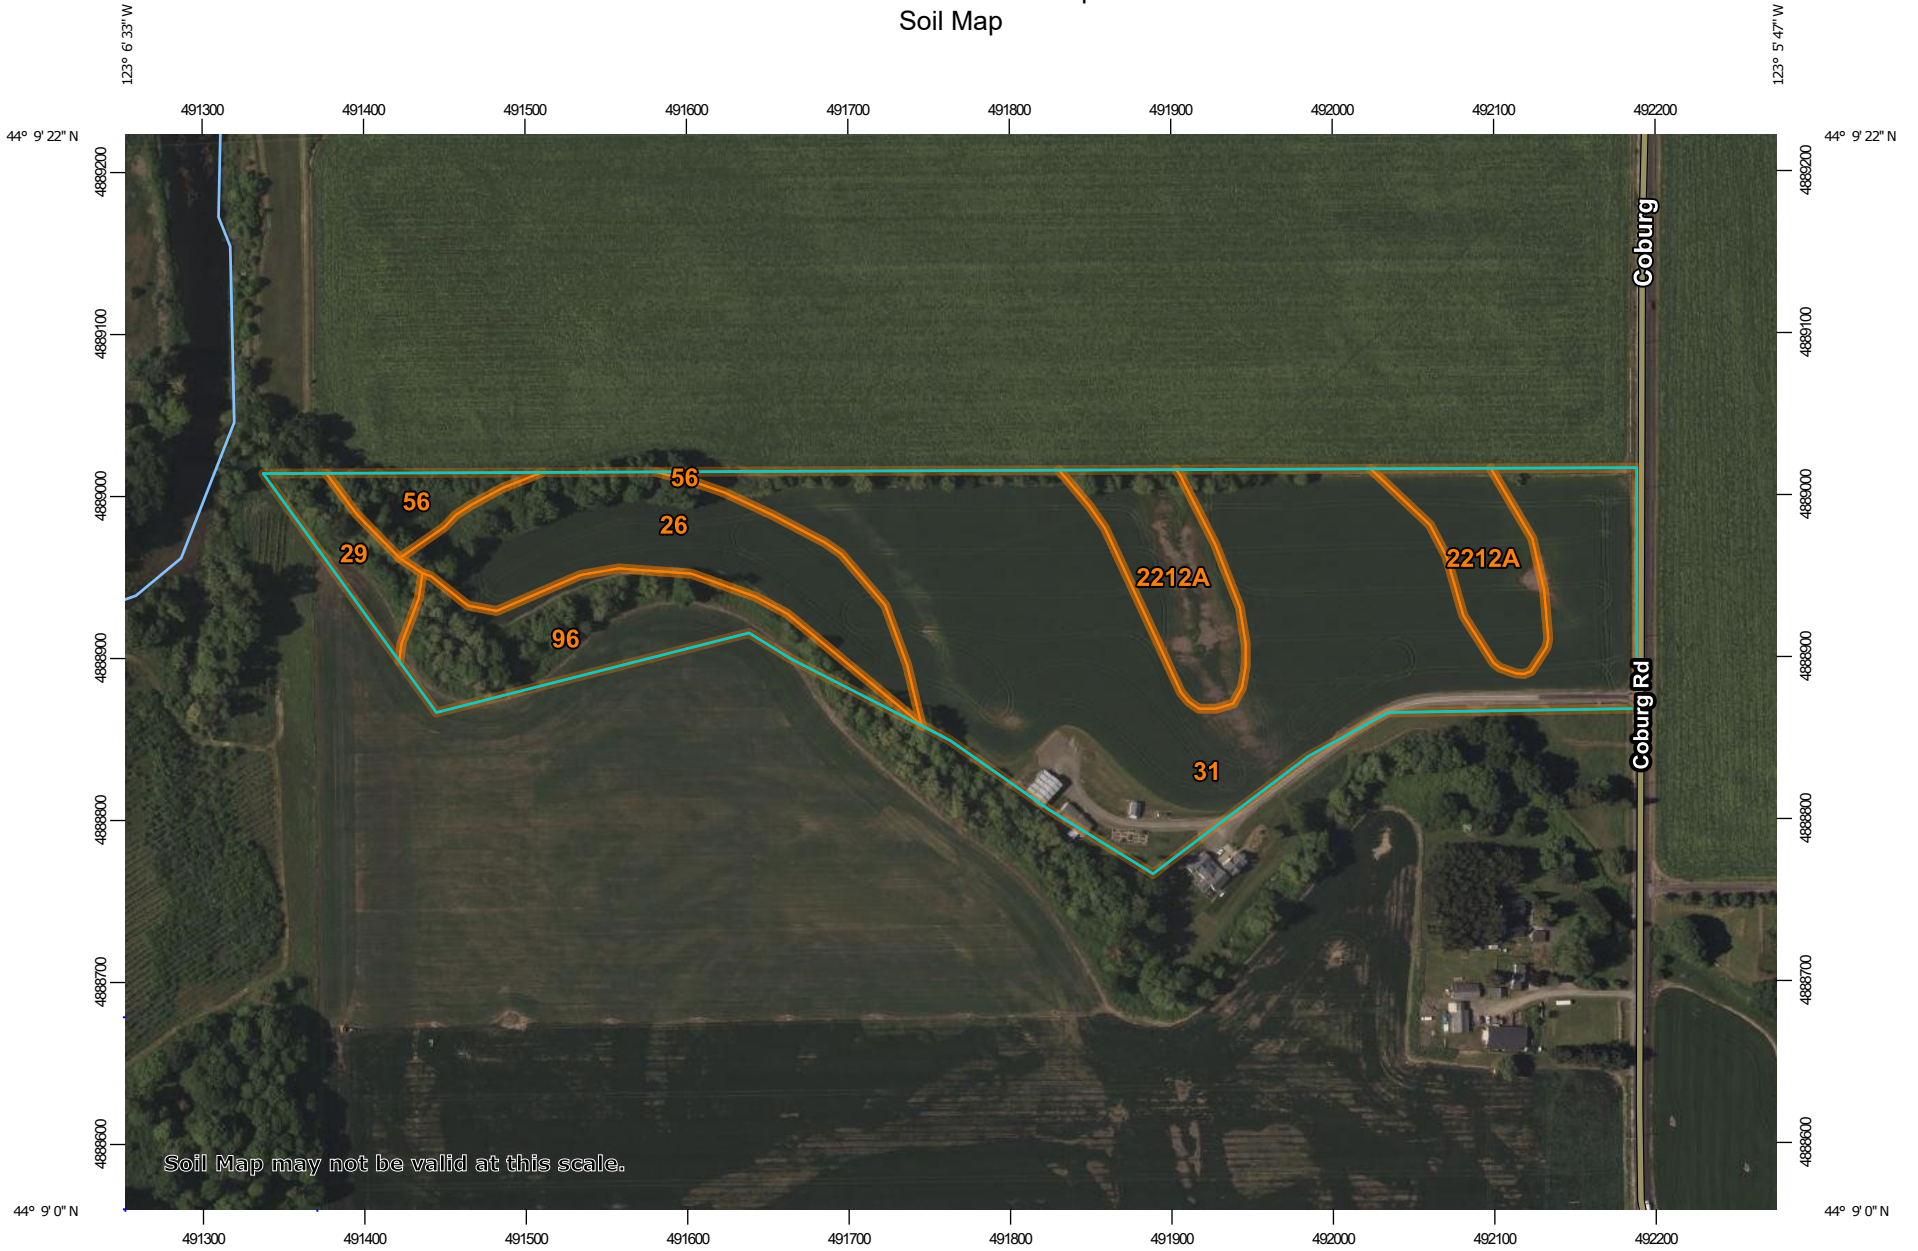 Soil Map
123° 6' 33" W
123° 5' 47" W
491300 491400 491500 491600 491700 491800 491900 492000 492100 492200
44° 9' 22" N
44° 9' 22" N
4889200
4889200
Coburg
4889100
4889100
56
56
4889000
4889000
26
29
2212A
2212A
96
4888900
4888900
Coburg Rd
31
4888800
4888800
4888700
4888700
4888600
4888600
Soil Map may not be valid at this scale.
44° 9' 0" N
44° 9' 0" N
491300 491400 491500 491600 491700 491800 491900 492000 492100 492200